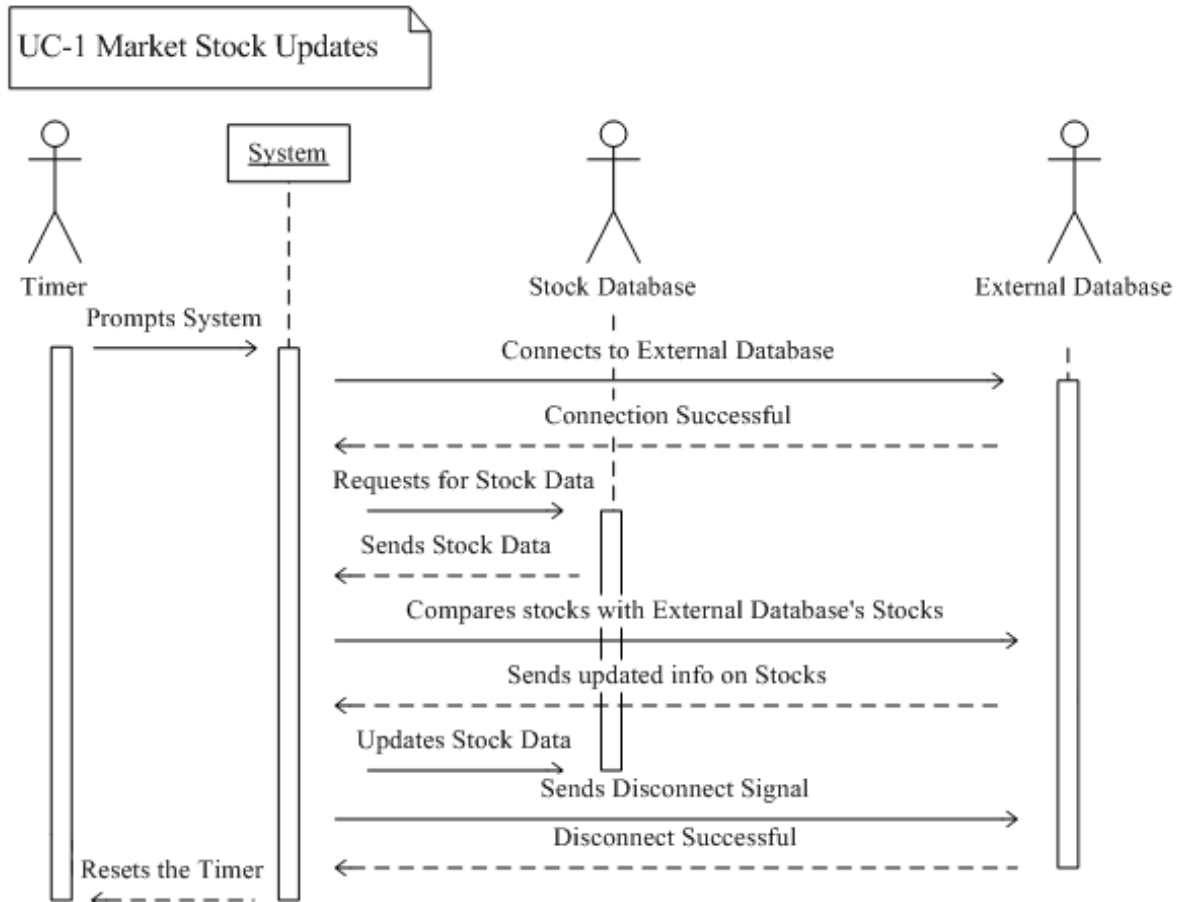 UC-1 Market Stock Updates
System
Timer
Stock Database
External Database
Prompts System
Connects to External Database
Connection Successful
Requests for Stock Data
Sends Stock Data
Compares stocks with External Database's Stocks
Sends updated info on Stocks
Updates Stock Data
Sends Disconnect Signal
Disconnect Successful
Resets the Timer